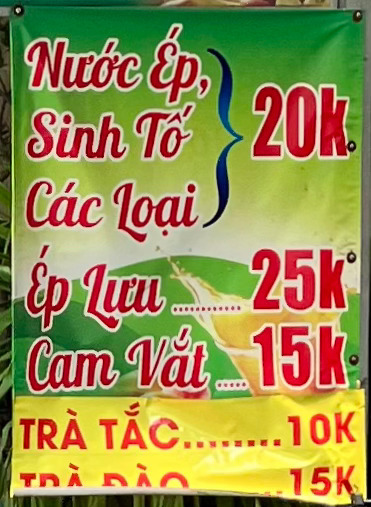 Nước Ép,
Sinh Tố
Các Loại
20k
Ép Lựu ........... 25k
Cam Vắt ..... 15k
TRÀ TẮC........10K
TRÀ ĐÀO ..15K